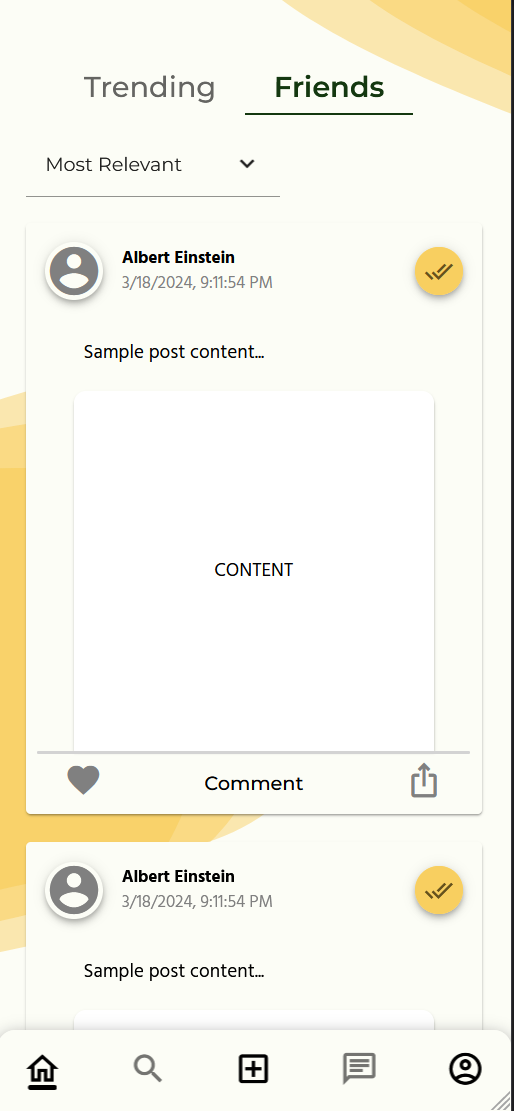 Trending Friends
Most Relevant
Albert Einstein
3/18/2024, 9:11:54 PM
Sample post content...
CONTENT
Comment
Albert Einstein
3/18/2024, 9:11:54 PM
Sample post content...